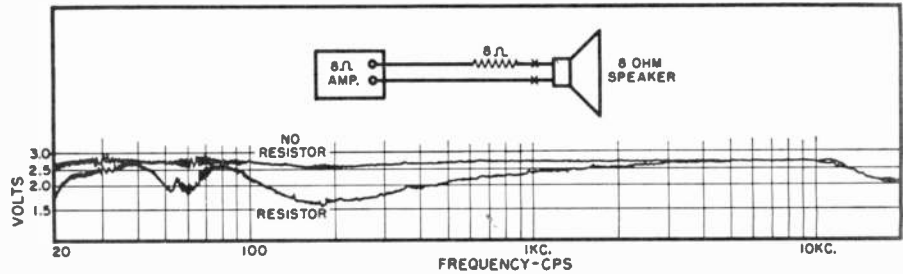 8Ω
AMP.
8Ω
8 OHM
SPEAKER
NO
RESISTOR
RESISTOR
VOLTS
3.0
2.5
2.0
1.5
20
100
1KC.
10KC.
FREQUENCY-CPS